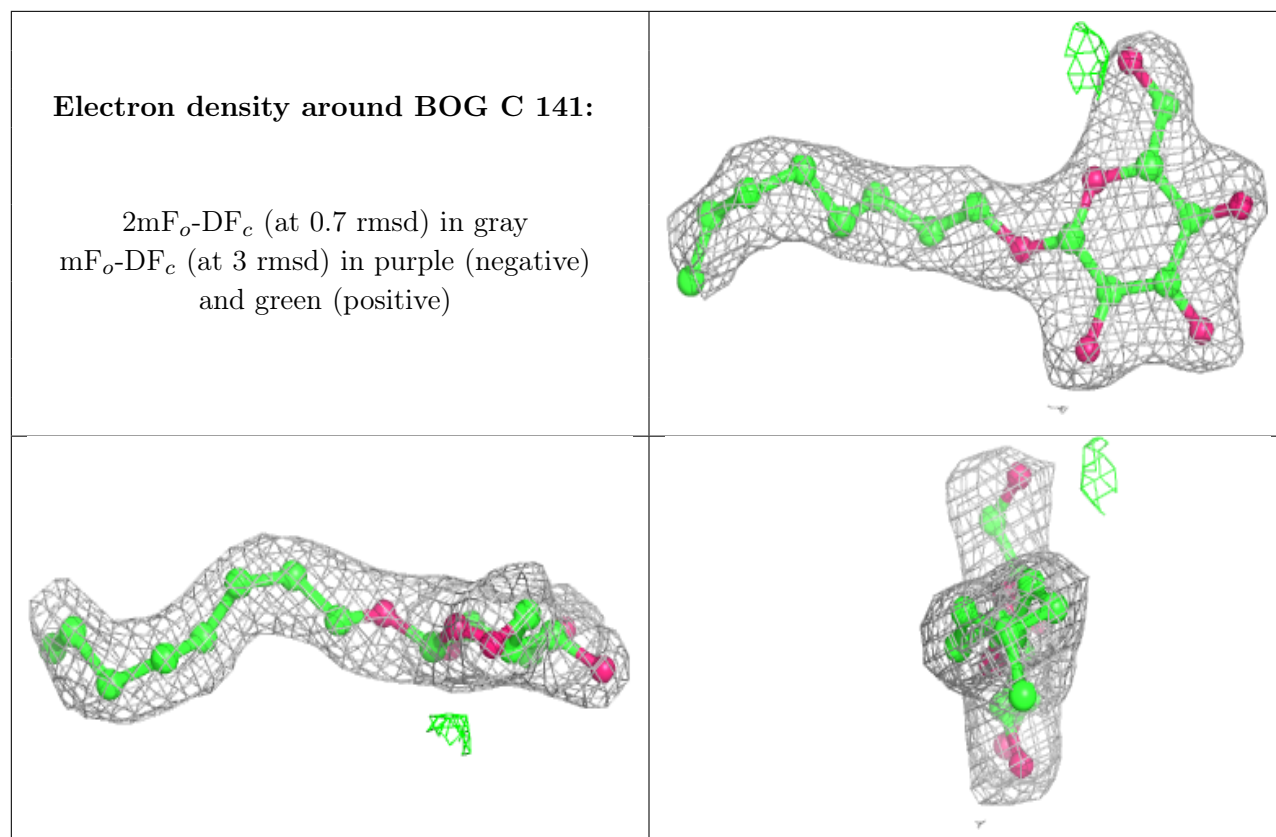 Electron density around BOG C 141:
2mFₒ-DF𝒸 (at 0.7 rmsd) in gray
mFₒ-DF𝒸 (at 3 rmsd) in purple (negative)
and green (positive)